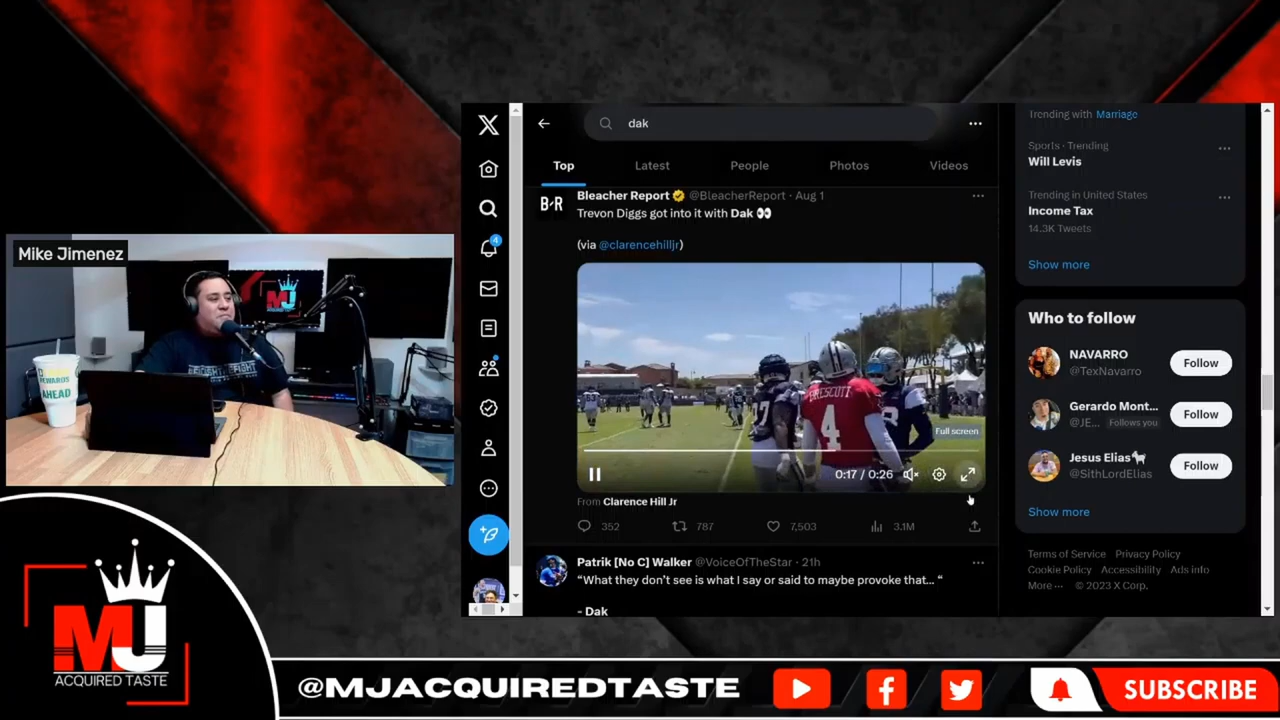 Mike Jimenez
MJ
REWARDS
AHEAD
dak
Top
Latest
People
Photos
Videos
B/R
Bleacher Report @BleacherReport · Aug 1
Trevon Diggs got into it with Dak 👀
(via @clarencehilljr)
PRESCOTT
4
Full screen
0:17 / 0:26
From Clarence Hill Jr
352
787
7,503
3.1M
Patrik [No C] Walker @VoiceOfTheStar · 21h
“What they don’t see is what I say or said to maybe provoke that... “
- Dak
4
Trending with Marriage
Sports · Trending
Will Levis
Trending in United States
Income Tax
14.3K Tweets
Show more
Who to follow
NAVARRO
@TexNavarro
Follow
Gerardo Mont...
@JE... Follows you
Follow
Jesus Elias🐐
@SithLordElias
Follow
Show more
Terms of Service Privacy Policy
Cookie Policy Accessibility Ads info
More ··· © 2023 X Corp.
MJ
ACQUIRED TASTE
@MJACQUIREDTASTE
SUBSCRIBE